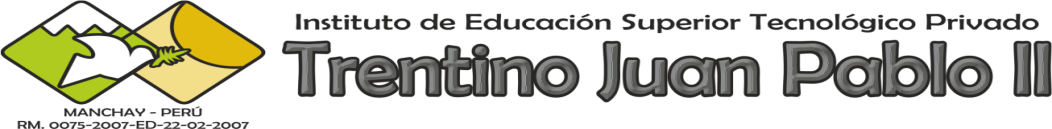 Instituto de Educación Superior Tecnológico Privado
Trentino Juan Pablo II
MANCHAY - PERÚ
RM. 0075-2007-ED-22-02-2007